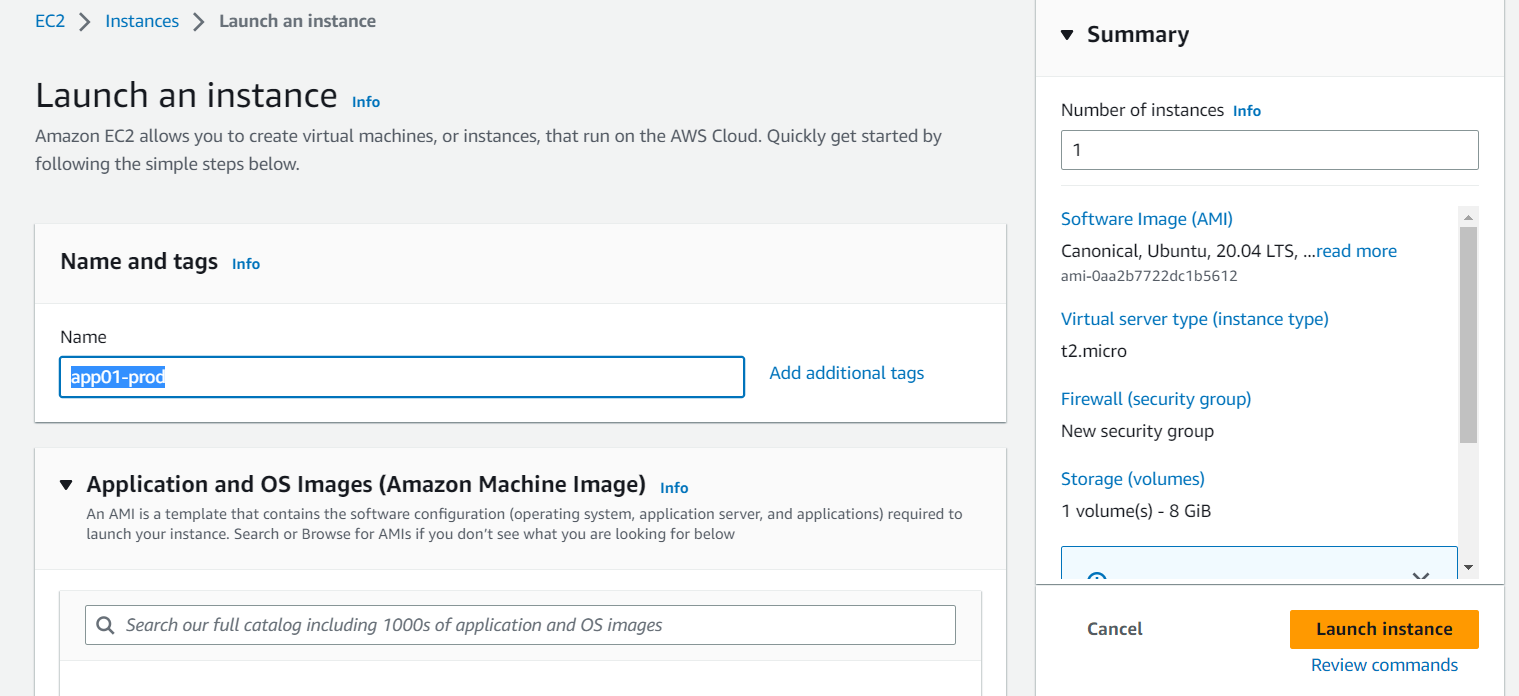 EC2 Instances Launch an instance
Launch an instance Info
Amazon EC2 allows you to create virtual machines, or instances, that run on the AWS Cloud. Quickly get started by
following the simple steps below.
Name and tags Info
Name
app01-prod
Add additional tags
Application and OS Images (Amazon Machine Image) Info
An AMI is a template that contains the software configuration (operating system, application server, and applications) required to
launch your instance. Search or Browse for AMIs if you don’t see what you are looking for below
Search our full catalog including 1000s of application and OS images
Summary
Number of instances Info
1
Software Image (AMI)
Canonical, Ubuntu, 20.04 LTS, ...read more
ami-0aa2b7722dc1b5612
Virtual server type (instance type)
t2.micro
Firewall (security group)
New security group
Storage (volumes)
1 volume(s) - 8 GiB
Cancel
Launch instance
Review commands